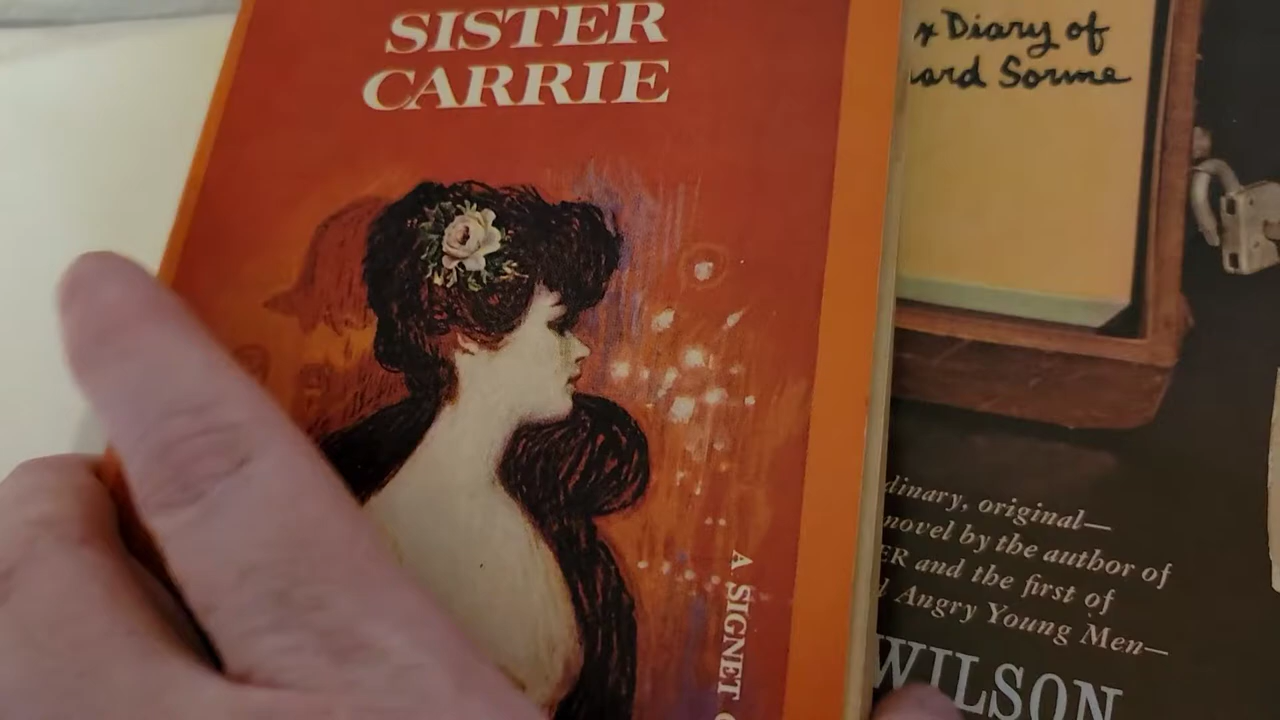 SISTER
CARRIE
A SIGNET
Diary of
ard Sorme
dinary, original—
novel by the author of
ER and the first of
Angry Young Men—
WILSON